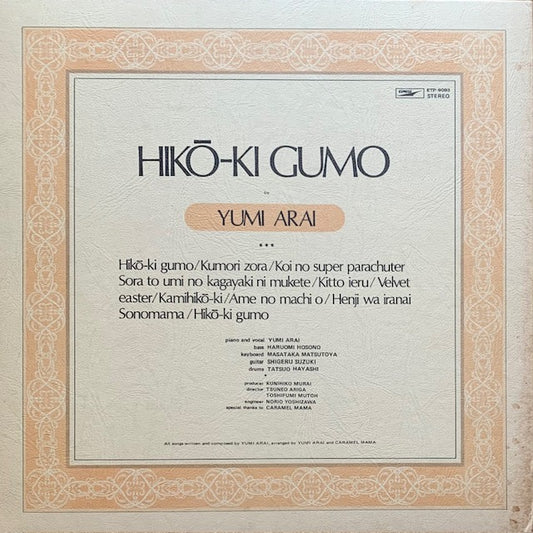 EXPRESS
ETP-9083
STEREO
HIKŌ-KI GUMO
by
YUMI ARAI
***
Hikō-ki gumo/Kumori zora/Koi no super parachuter
Sora to umi no kagayaki ni mukete/Kitto ieru/Velvet
easter/Kamihikō-ki/Ame no machi o/Henji wa iranai
Sonomama/Hikō-ki gumo
piano and vocal YUMI ARAI
bass HARUOMI HOSONO
keyboard MASATAKA MATSUTOYA
guitar SHIGERU SUZUKI
drums TATSUO HAYASHI
*
producer KUNIHIKO MURAI
director TSUNEO ARIGA
TOSHIFUMI MUTOH
engineer NORIO YOSHIZAWA
special thanks to CARAMEL MAMA
All songs written and composed by YUMI ARAI, arranged by YUMI ARAI and CARAMEL MAMA